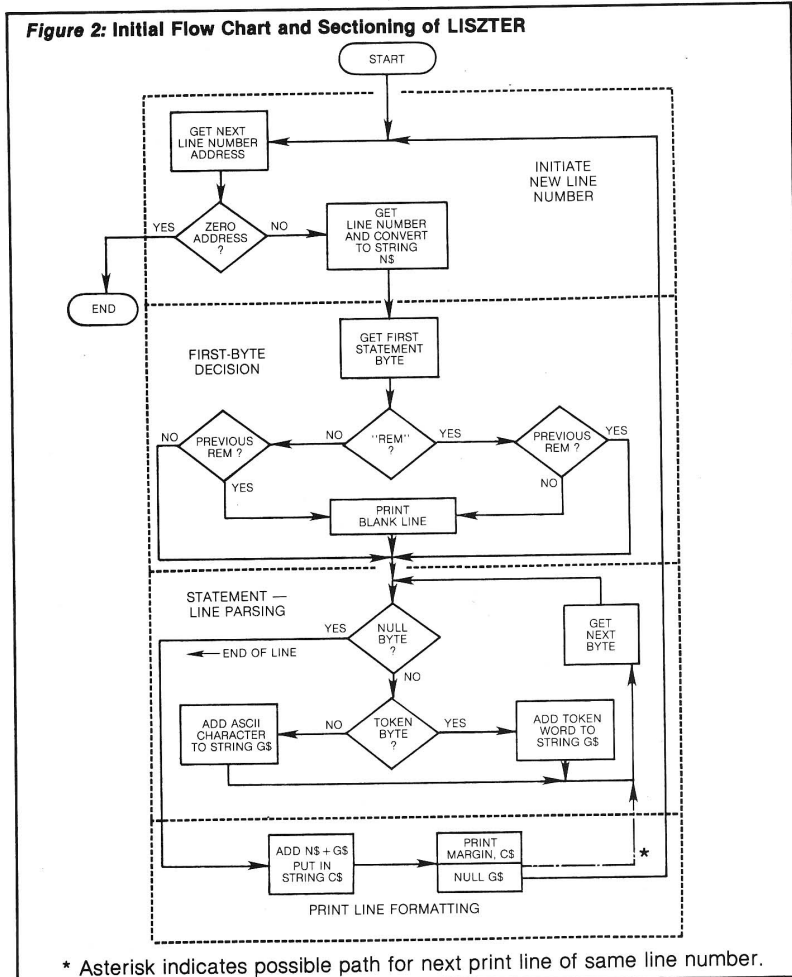 Figure 2: Initial Flow Chart and Sectioning of LISZTER
START
GET NEXT
LINE NUMBER
ADDRESS
INITIATE
NEW LINE
NUMBER
YES
ZERO
ADDRESS
?
NO
GET
LINE NUMBER
AND CONVERT
TO STRING
N$
END
FIRST-BYTE
DECISION
GET FIRST
STATEMENT
BYTE
NO
PREVIOUS
REM ?
YES
NO
"REM"
?
YES
PREVIOUS
REM ?
YES
NO
PRINT
BLANK LINE
STATEMENT —
LINE PARSING
YES
NULL
BYTE
?
NO
GET
NEXT
BYTE
END OF LINE
ADD ASCII
CHARACTER
TO STRING G$
NO
TOKEN
BYTE
?
YES
ADD TOKEN
WORD TO
STRING G$
ADD N$ + G$
PUT IN
STRING C$
PRINT
MARGIN, C$
NULL G$
*
PRINT LINE FORMATTING
* Asterisk indicates possible path for next print line of same line number.